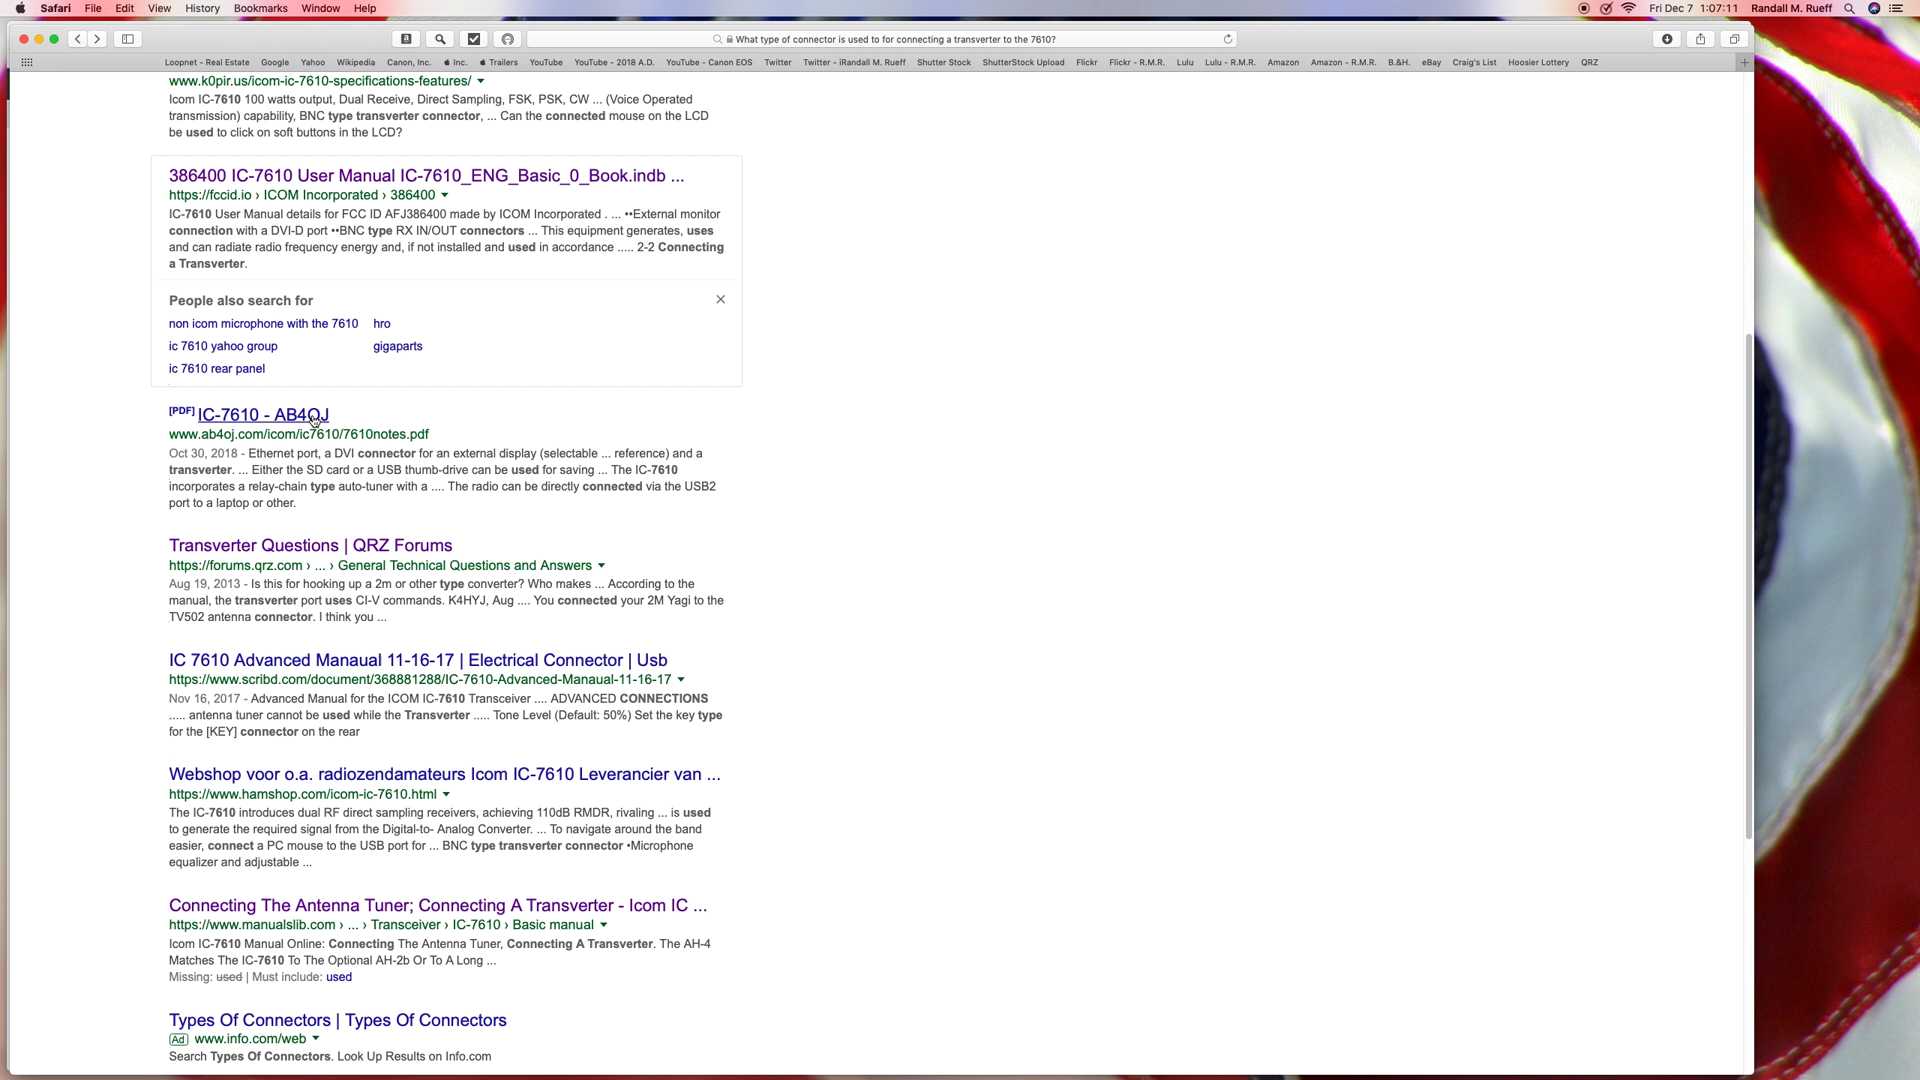 Safari File Edit View History Bookmarks Window Help Fri Dec 7 1:07:11 Randall M. Rueff
What type of connector is used to for connecting a transverter to the 7610?
Loopnet - Real Estate Google Yahoo Wikipedia Canon, Inc. Inc. Trailers YouTube YouTube - 2018 A.D. YouTube - Canon EOS Twitter Twitter - iRandall M. Rueff Shutter Stock ShutterStock Upload Flickr Flickr - R.M.R. Lulu Lulu - R.M.R. Amazon Amazon - R.M.R. B.&H. eBay Craig's List Hoosier Lottery QRZ
www.k0pir.us/icom-ic-7610-specifications-features/
Icom IC-7610 100 watts output, Dual Receive, Direct Sampling, FSK, PSK, CW ... (Voice Operated
transmission) capability, BNC type transverter connector, ... Can the connected mouse on the LCD
be used to click on soft buttons in the LCD?
386400 IC-7610 User Manual IC-7610_ENG_Basic_0_Book.indb ...
https://fccid.io › ICOM Incorporated › 386400
IC-7610 User Manual details for FCC ID AFJ386400 made by ICOM Incorporated . ... ••External monitor
connection with a DVI-D port ••BNC type RX IN/OUT connectors ... This equipment generates, uses
and can radiate radio frequency energy and, if not installed and used in accordance ..... 2-2 Connecting
a Transverter.
People also search for
non icom microphone with the 7610 hro
ic 7610 yahoo group gigaparts
ic 7610 rear panel
[PDF] IC-7610 - AB4OJ
www.ab4oj.com/icom/ic7610/7610notes.pdf
Oct 30, 2018 - Ethernet port, a DVI connector for an external display (selectable ... reference) and a
transverter. ... Either the SD card or a USB thumb-drive can be used for saving ... The IC-7610
incorporates a relay-chain type auto-tuner with a .... The radio can be directly connected via the USB2
port to a laptop or other.
Transverter Questions | QRZ Forums
https://forums.qrz.com › ... › General Technical Questions and Answers
Aug 19, 2013 - Is this for hooking up a 2m or other type converter? Who makes ... According to the
manual, the transverter port uses CI-V commands. K4HYJ, Aug .... You connected your 2M Yagi to the
TV502 antenna connector. I think you ...
IC 7610 Advanced Manaual 11-16-17 | Electrical Connector | Usb
https://www.scribd.com/document/368881288/IC-7610-Advanced-Manaual-11-16-17
Nov 16, 2017 - Advanced Manual for the ICOM IC-7610 Transceiver .... ADVANCED CONNECTIONS
..... antenna tuner cannot be used while the Transverter ..... Tone Level (Default: 50%) Set the key type
for the [KEY] connector on the rear
Webshop voor o.a. radiozendamateurs Icom IC-7610 Leverancier van ...
https://www.hamshop.com/icom-ic-7610.html
The IC-7610 introduces dual RF direct sampling receivers, achieving 110dB RMDR, rivaling ... is used
to generate the required signal from the Digital-to- Analog Converter. ... To navigate around the band
easier, connect a PC mouse to the USB port for ... BNC type transverter connector •Microphone
equalizer and adjustable ...
Connecting The Antenna Tuner; Connecting A Transverter - Icom IC ...
https://www.manualslib.com › ... › Transceiver › IC-7610 › Basic manual
Icom IC-7610 Manual Online: Connecting The Antenna Tuner, Connecting A Transverter. The AH-4
Matches The IC-7610 To The Optional AH-2b Or To A Long ...
Missing: used | Must include: used
Types Of Connectors | Types Of Connectors
Ad www.info.com/web
Search Types Of Connectors. Look Up Results on Info.com